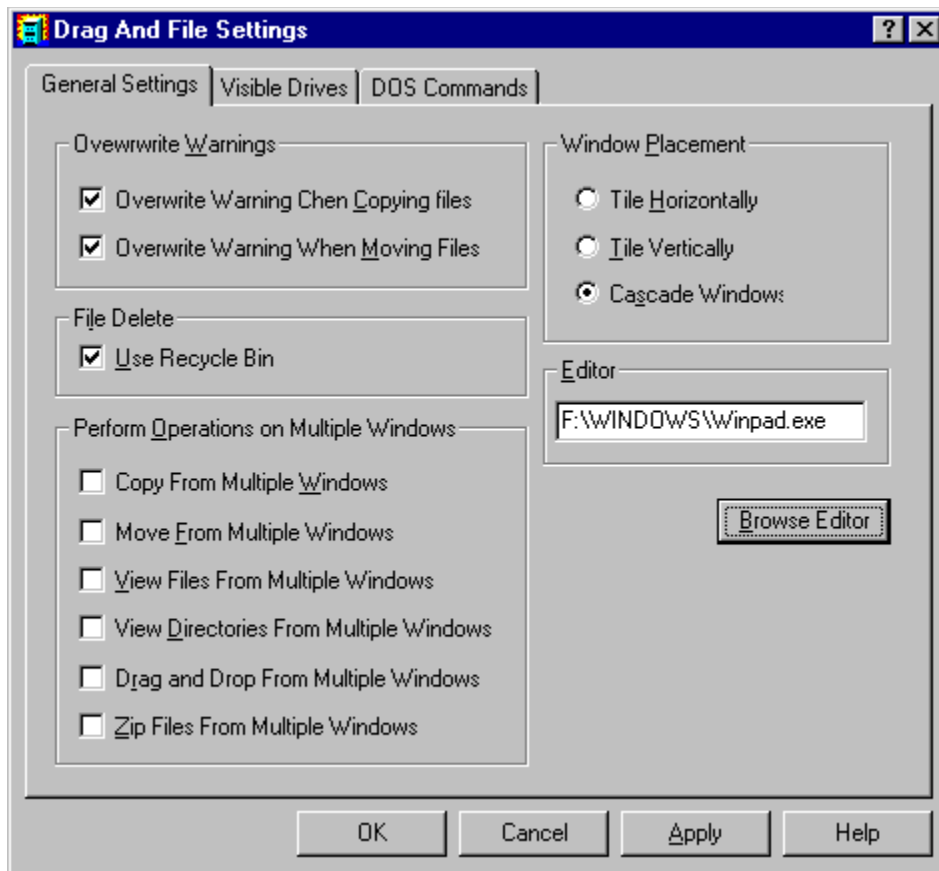 Drag And File Settings
General Settings
Visible Drives
DOS Commands
Ovewrwrite Warnings
Overwrite Warning Chen Copying files
Overwrite Warning When Moving Files
File Delete
Use Recycle Bin
Perform Operations on Multiple Windows
Copy From Multiple Windows
Move From Multiple Windows
View Files From Multiple Windows
View Directories From Multiple Windows
Drag and Drop From Multiple Windows
Zip Files From Multiple Windows
Window Placement
Tile Horizontally
Tile Vertically
Cascade Windows
Editor
F:\WINDOWS\Winpad.exe
Browse Editor
OK
Cancel
Apply
Help